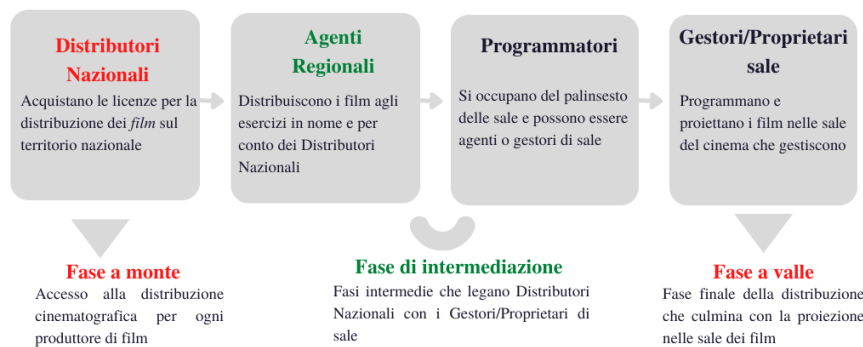 Distributori
Nazionali
Acquistano le licenze per la
distribuzione dei film sul
territorio nazionale
Agenti
Regionali
Distribuiscono i film agli
esercizi in nome e per
conto dei Distributori
Nazionali
Programmatori
Si occupano del palinsesto
delle sale e possono essere
agenti o gestori di sale
Gestori/Proprietari
sale
Programmano e
proiettano i film nelle sale
del cinema che gestiscono
Fase a monte
Accesso alla distribuzione
cinematografica per ogni
produttore di film
Fase di intermediazione
Fasi intermedie che legano Distributori
Nazionali con i Gestori/Proprietari di
sale
Fase a valle
Fase finale della distribuzione
che culmina con la proiezione
nelle sale dei film